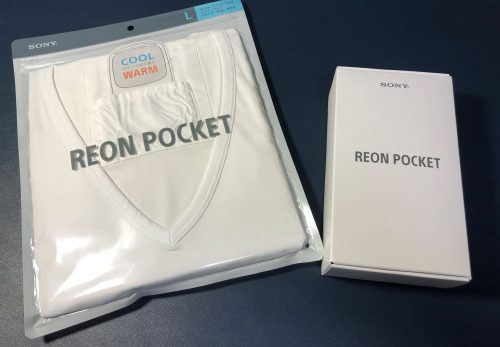 SONY
L
COOL
WARM
REON POCKET
SONY
REON POCKET